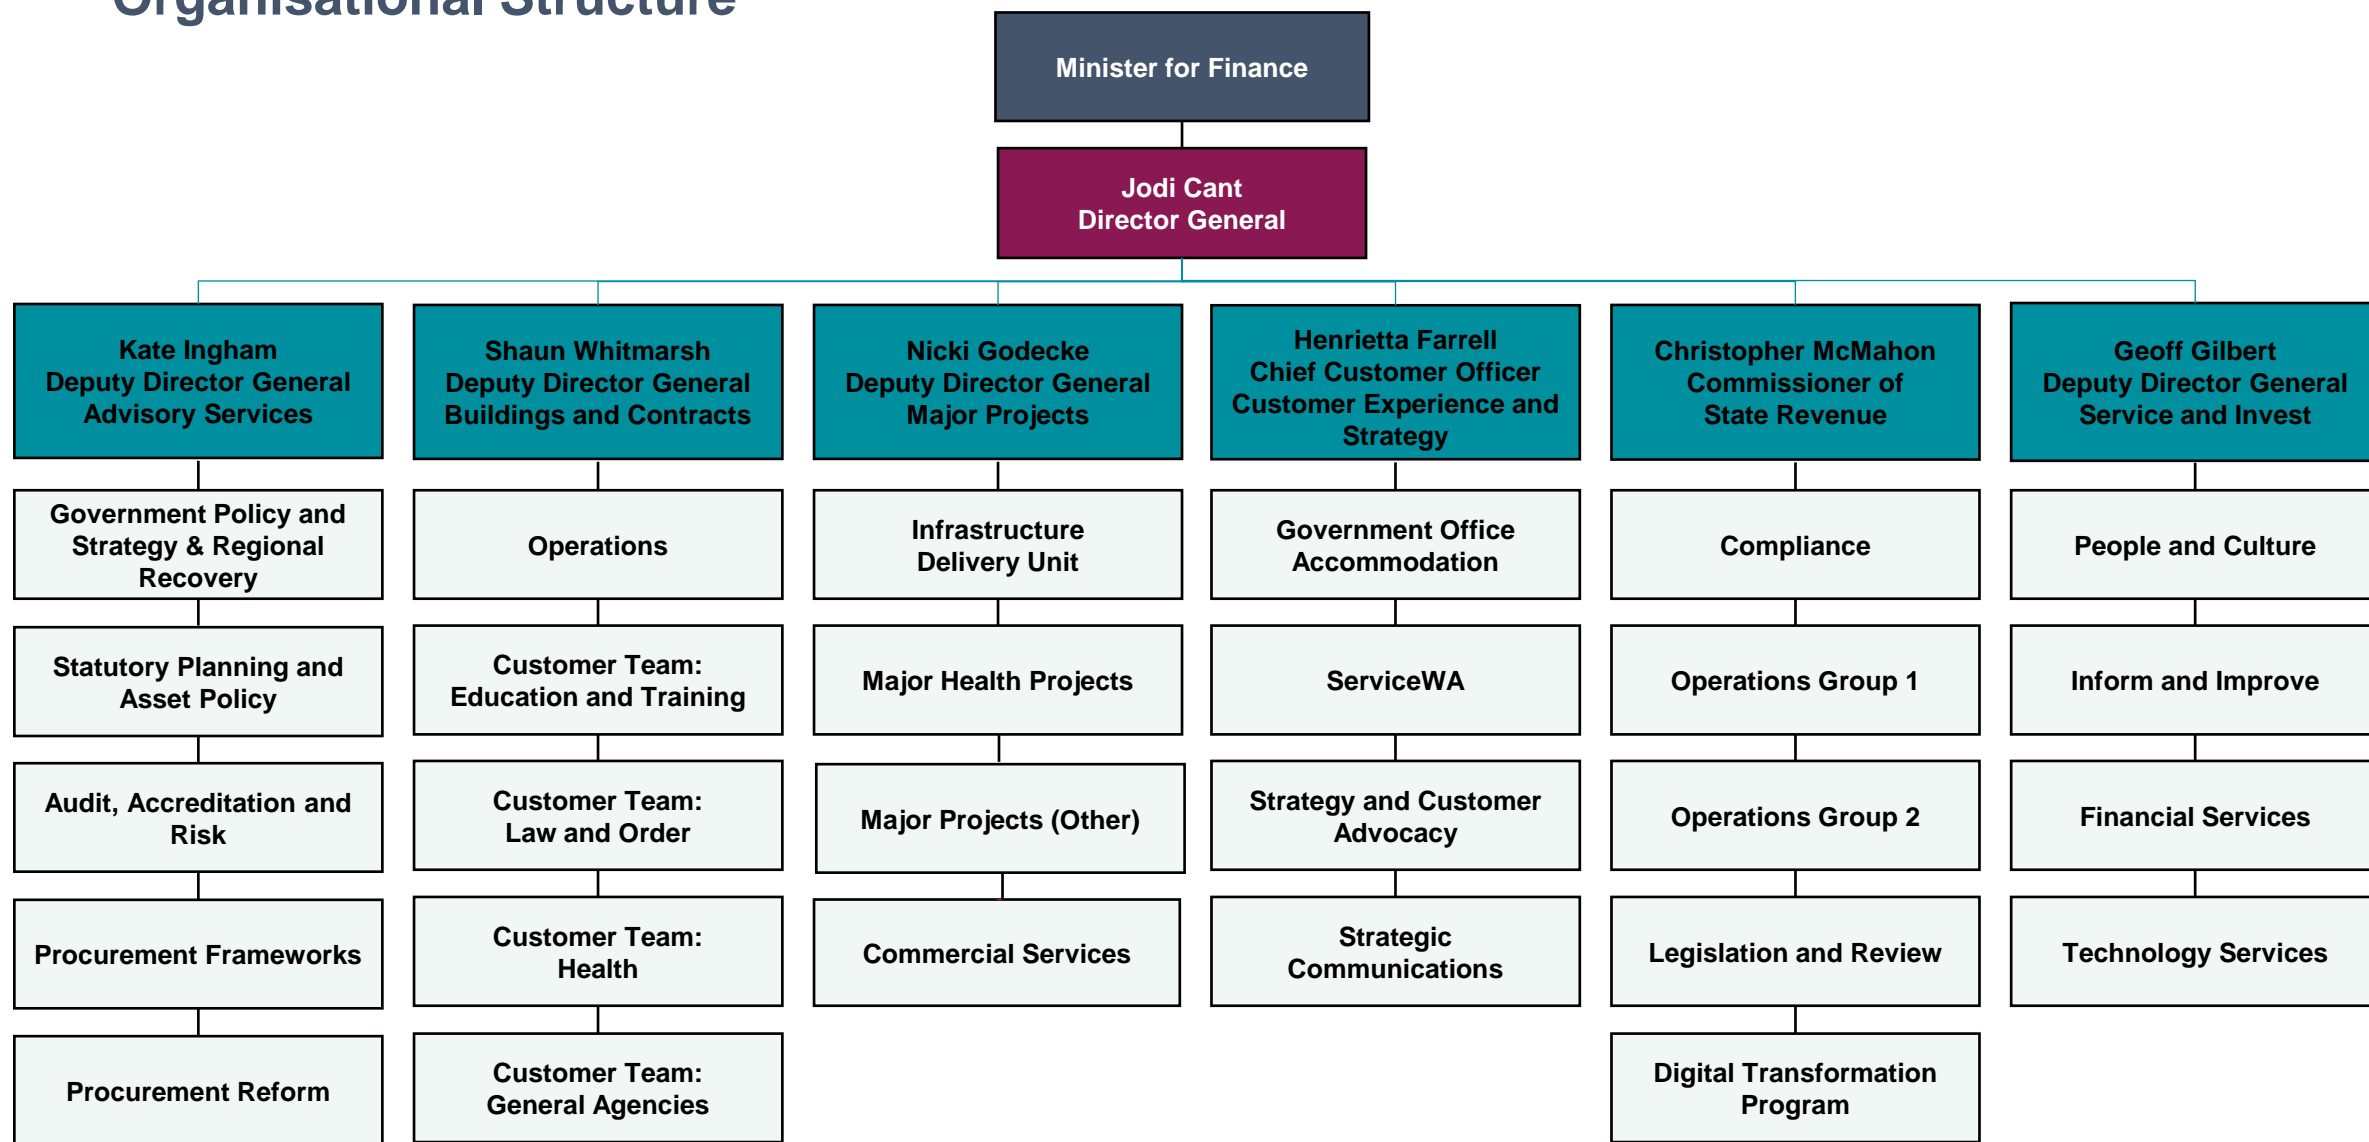 Organisational Structure
Minister for Finance
Jodi Cant
Director General
Kate Ingham
Deputy Director General
Advisory Services
Shaun Whitmarsh
Deputy Director General
Buildings and Contracts
Nicki Godecke
Deputy Director General
Major Projects
Henrietta Farrell
Chief Customer Officer
Customer Experience and
Strategy
Christopher McMahon
Commissioner of
State Revenue
Geoff Gilbert
Deputy Director General
Service and Invest
Government Policy and
Strategy & Regional
Recovery
Operations
Infrastructure
Delivery Unit
Government Office
Accommodation
Compliance
People and Culture
Statutory Planning and
Asset Policy
Customer Team:
Education and Training
Major Health Projects
ServiceWA
Operations Group 1
Inform and Improve
Audit, Accreditation and
Risk
Customer Team:
Law and Order
Major Projects (Other)
Strategy and Customer
Advocacy
Operations Group 2
Financial Services
Procurement Frameworks
Customer Team:
Health
Commercial Services
Strategic
Communications
Legislation and Review
Technology Services
Procurement Reform
Customer Team:
General Agencies
Digital Transformation
Program